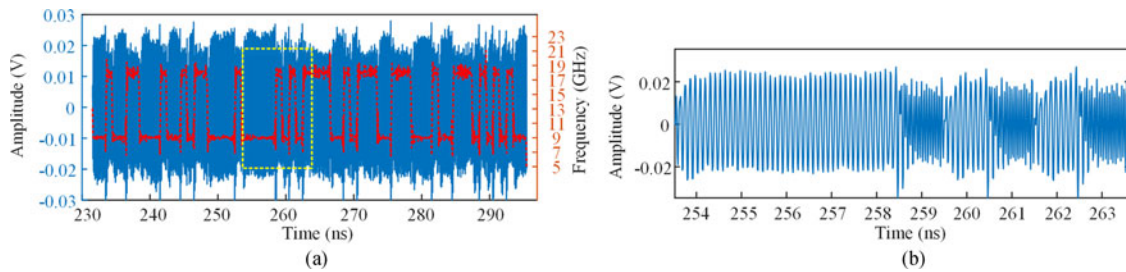 0.03
0.02
0.01
0
-0.01
-0.02
-0.03
Amplitude (V)
23
21
19
17
15
13
11
9
7
5
Frequency (GHz)
230 240 250 260 270 280 290
Time (ns)
(a)
0.02
0
-0.02
Amplitude (V)
254 255 256 257 258 259 260 261 262 263
Time (ns)
(b)